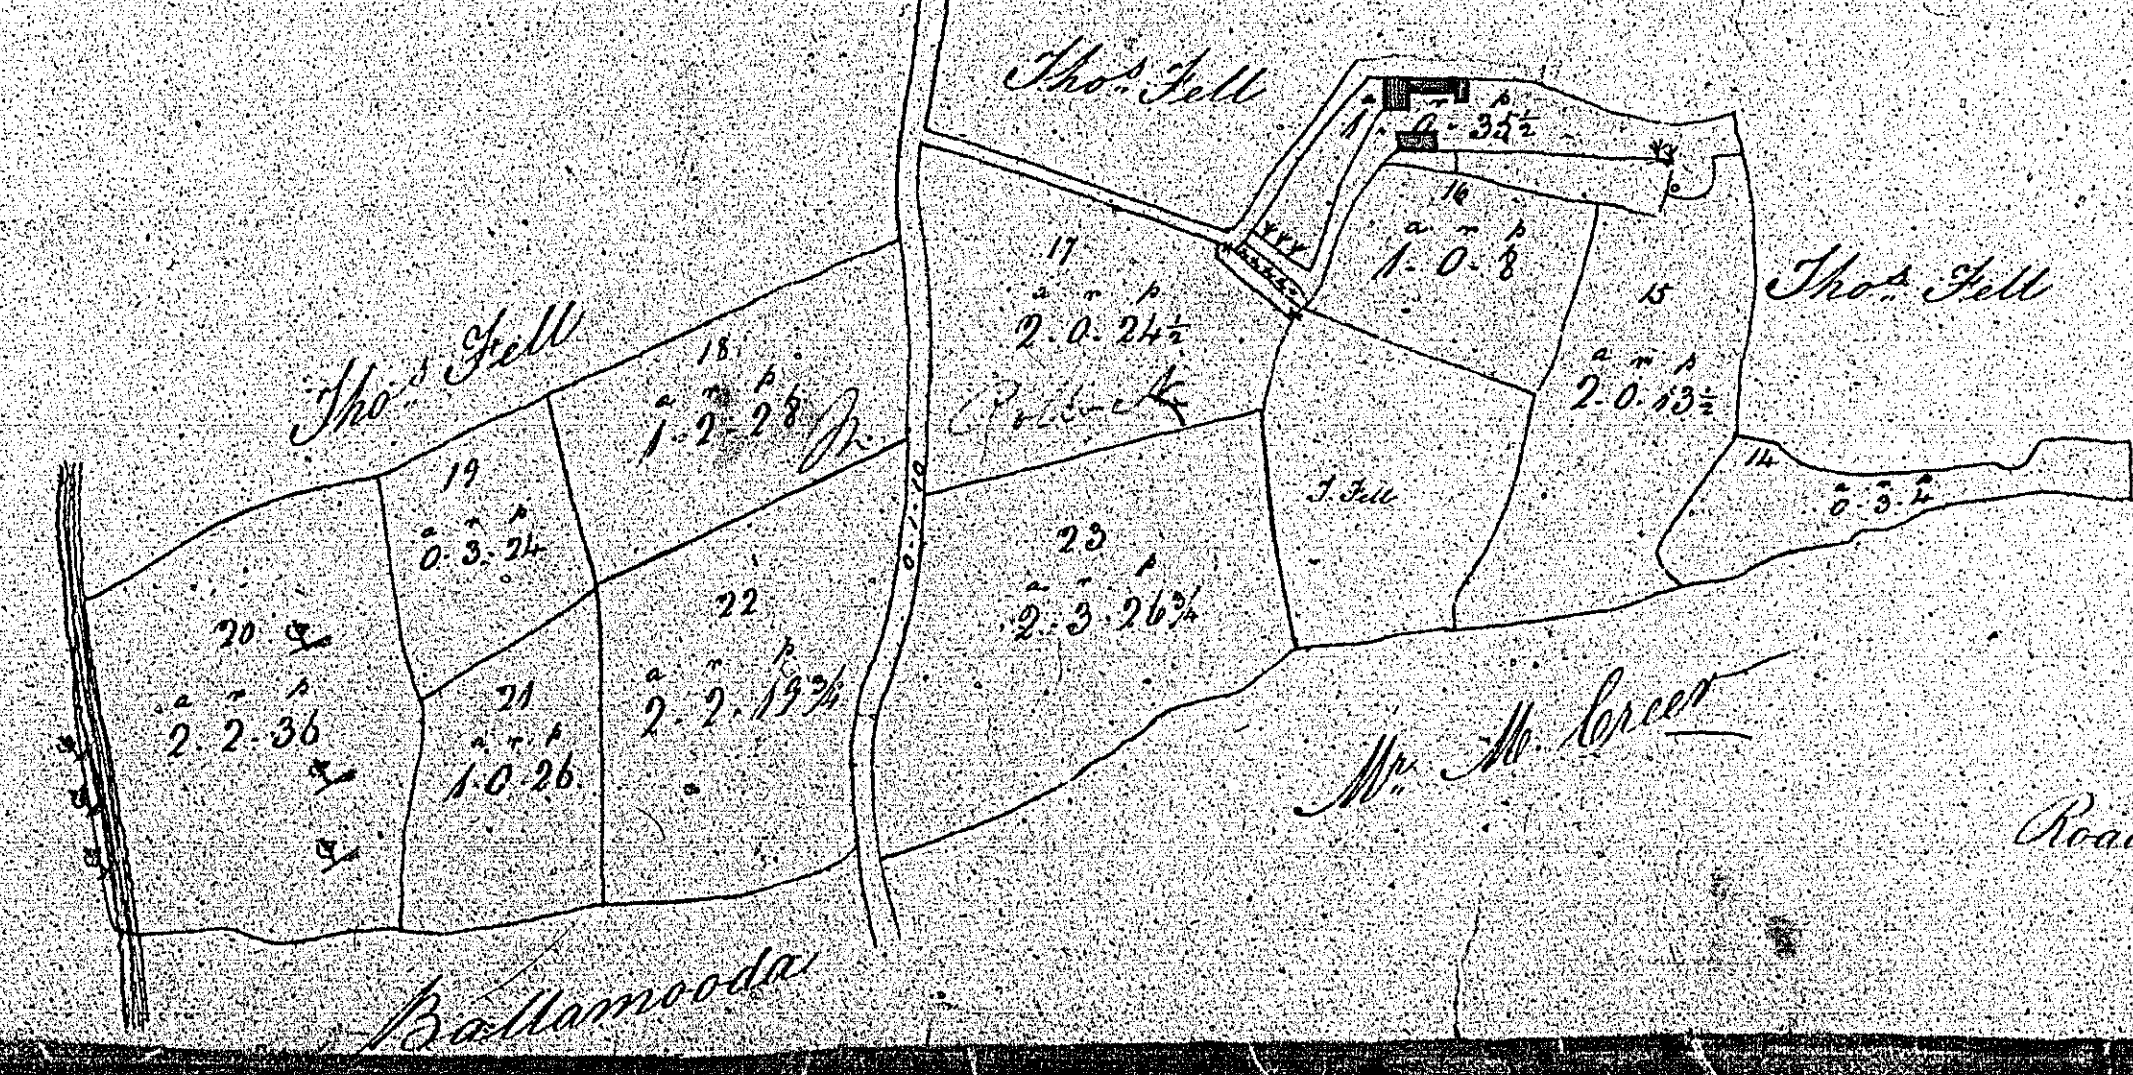 Thos. Fell
a r p
1 - 0 - 35½
16
a r p
1 - 0 - 8
17
a r p
2 - 0 - 24½
15
a r p
2 - 0 - 13½
Thos. Fell
Thos. Fell
18
a r p
1 - 2 - 28
19
a r p
0 - 3 - 24
14
a r p
0 - 3 - 4
J. Fell
0 - 1 - 10
23
a r p
2 - 3 - 26¾
22
a r p
2 - 2 - 19¾
20
a r p
2 - 2 - 36
21
a r p
1 - 0 - 26
Mr. Mc. Creer
Ballamooda